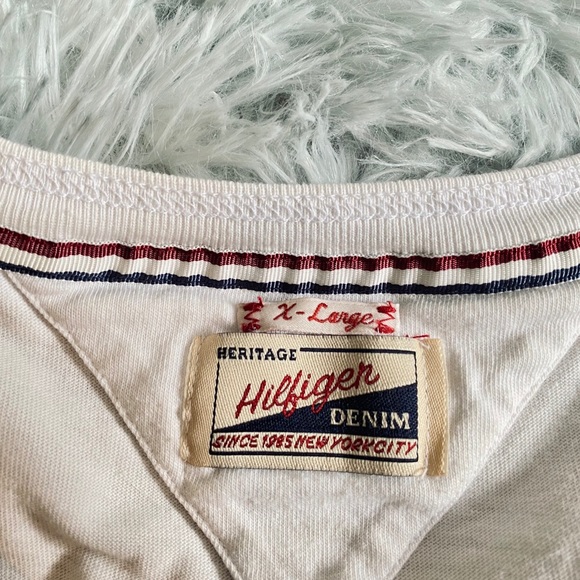 X-Large
HERITAGE
Hilfiger
DENIM
SINCE 1985 NEW YORK CITY